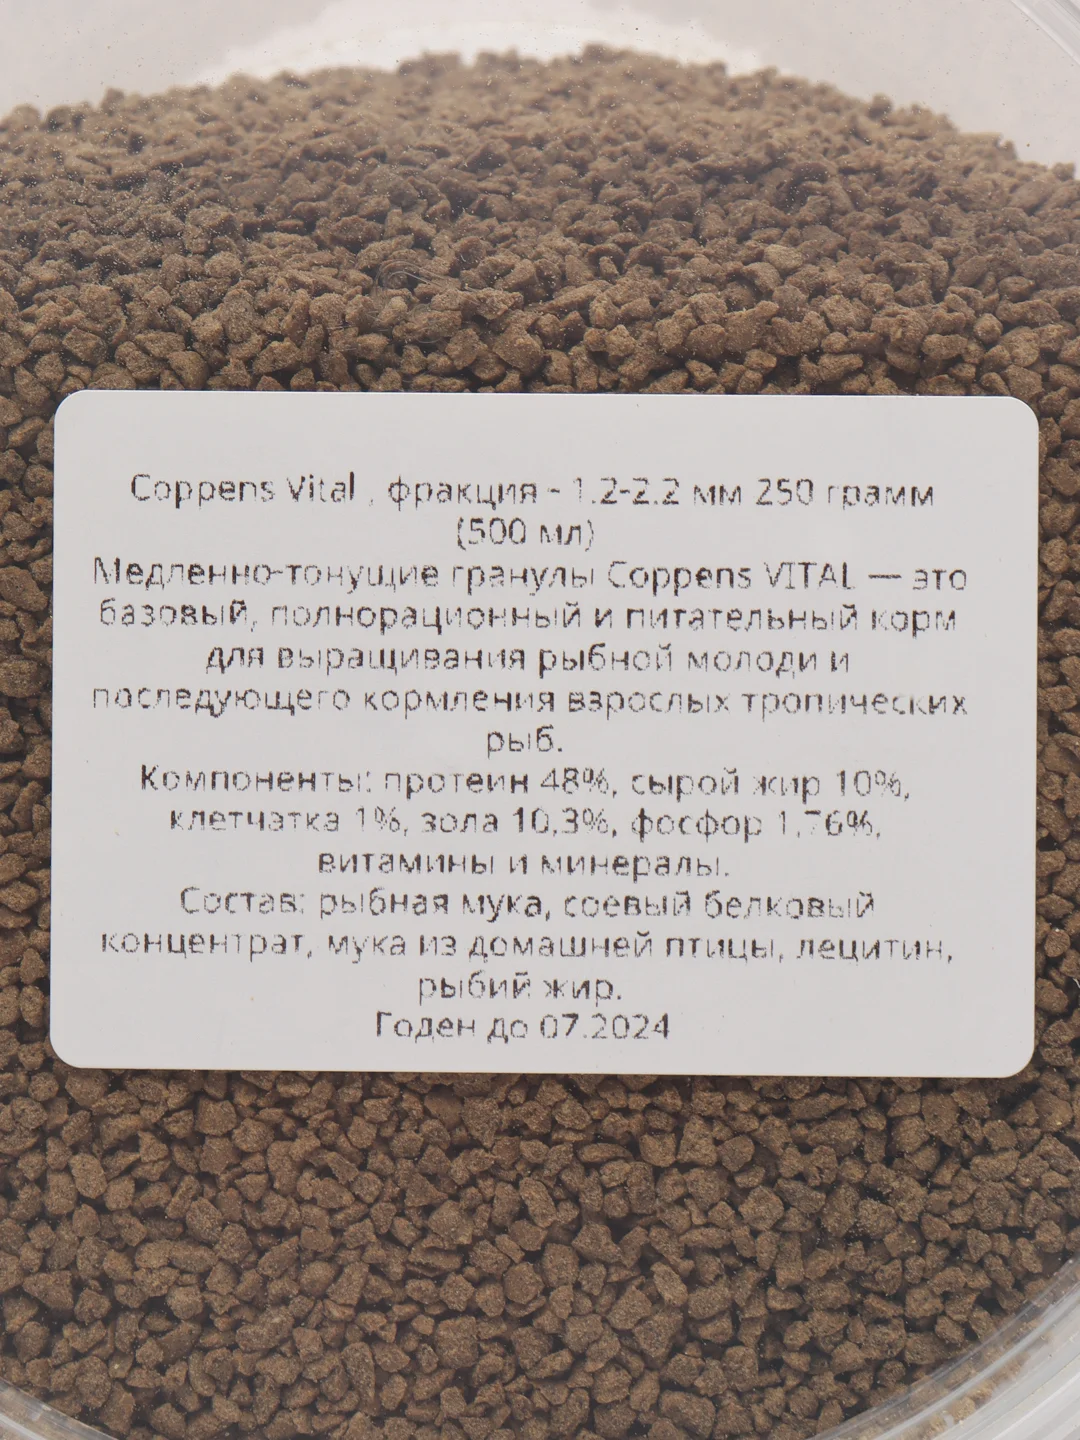 Coppens Vital , фракция - 1.2-2.2 мм 250 грамм
(500 мл)
Медленно-тонущие гранулы Coppens VITAL — это
базовый, полнорационный и питательный корм
для выращивания рыбной молоди и
последующего кормления взрослых тропических
рыб.
Компоненты: протеин 48%, сырой жир 10%,
клетчатка 1%, зола 10,3%, фосфор 1,76%,
витамины и минералы.
Состав: рыбная мука, соевый белковый
концентрат, мука из домашней птицы, лецитин,
рыбий жир.
Годен до 07.2024